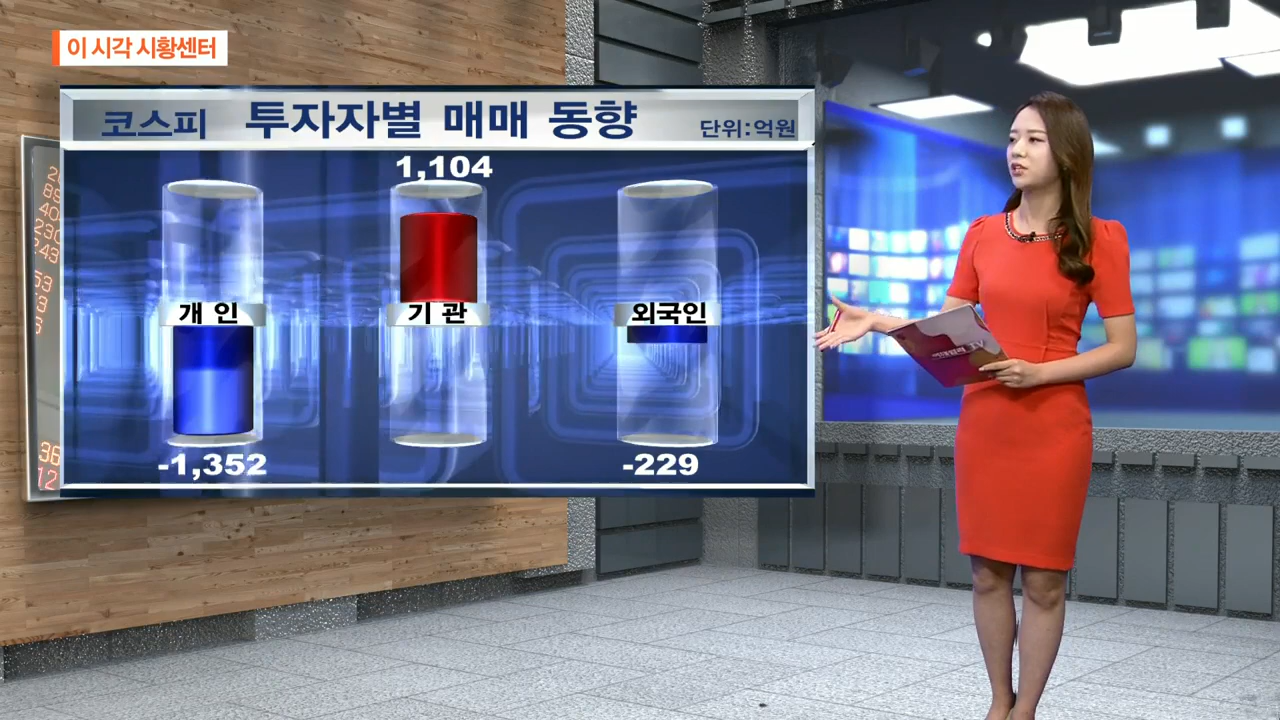 이 시각 시황센터
코스피 투자자별 매매 동향 단위:억원
1,104
개 인 기 관 외국인
-1,352 -229